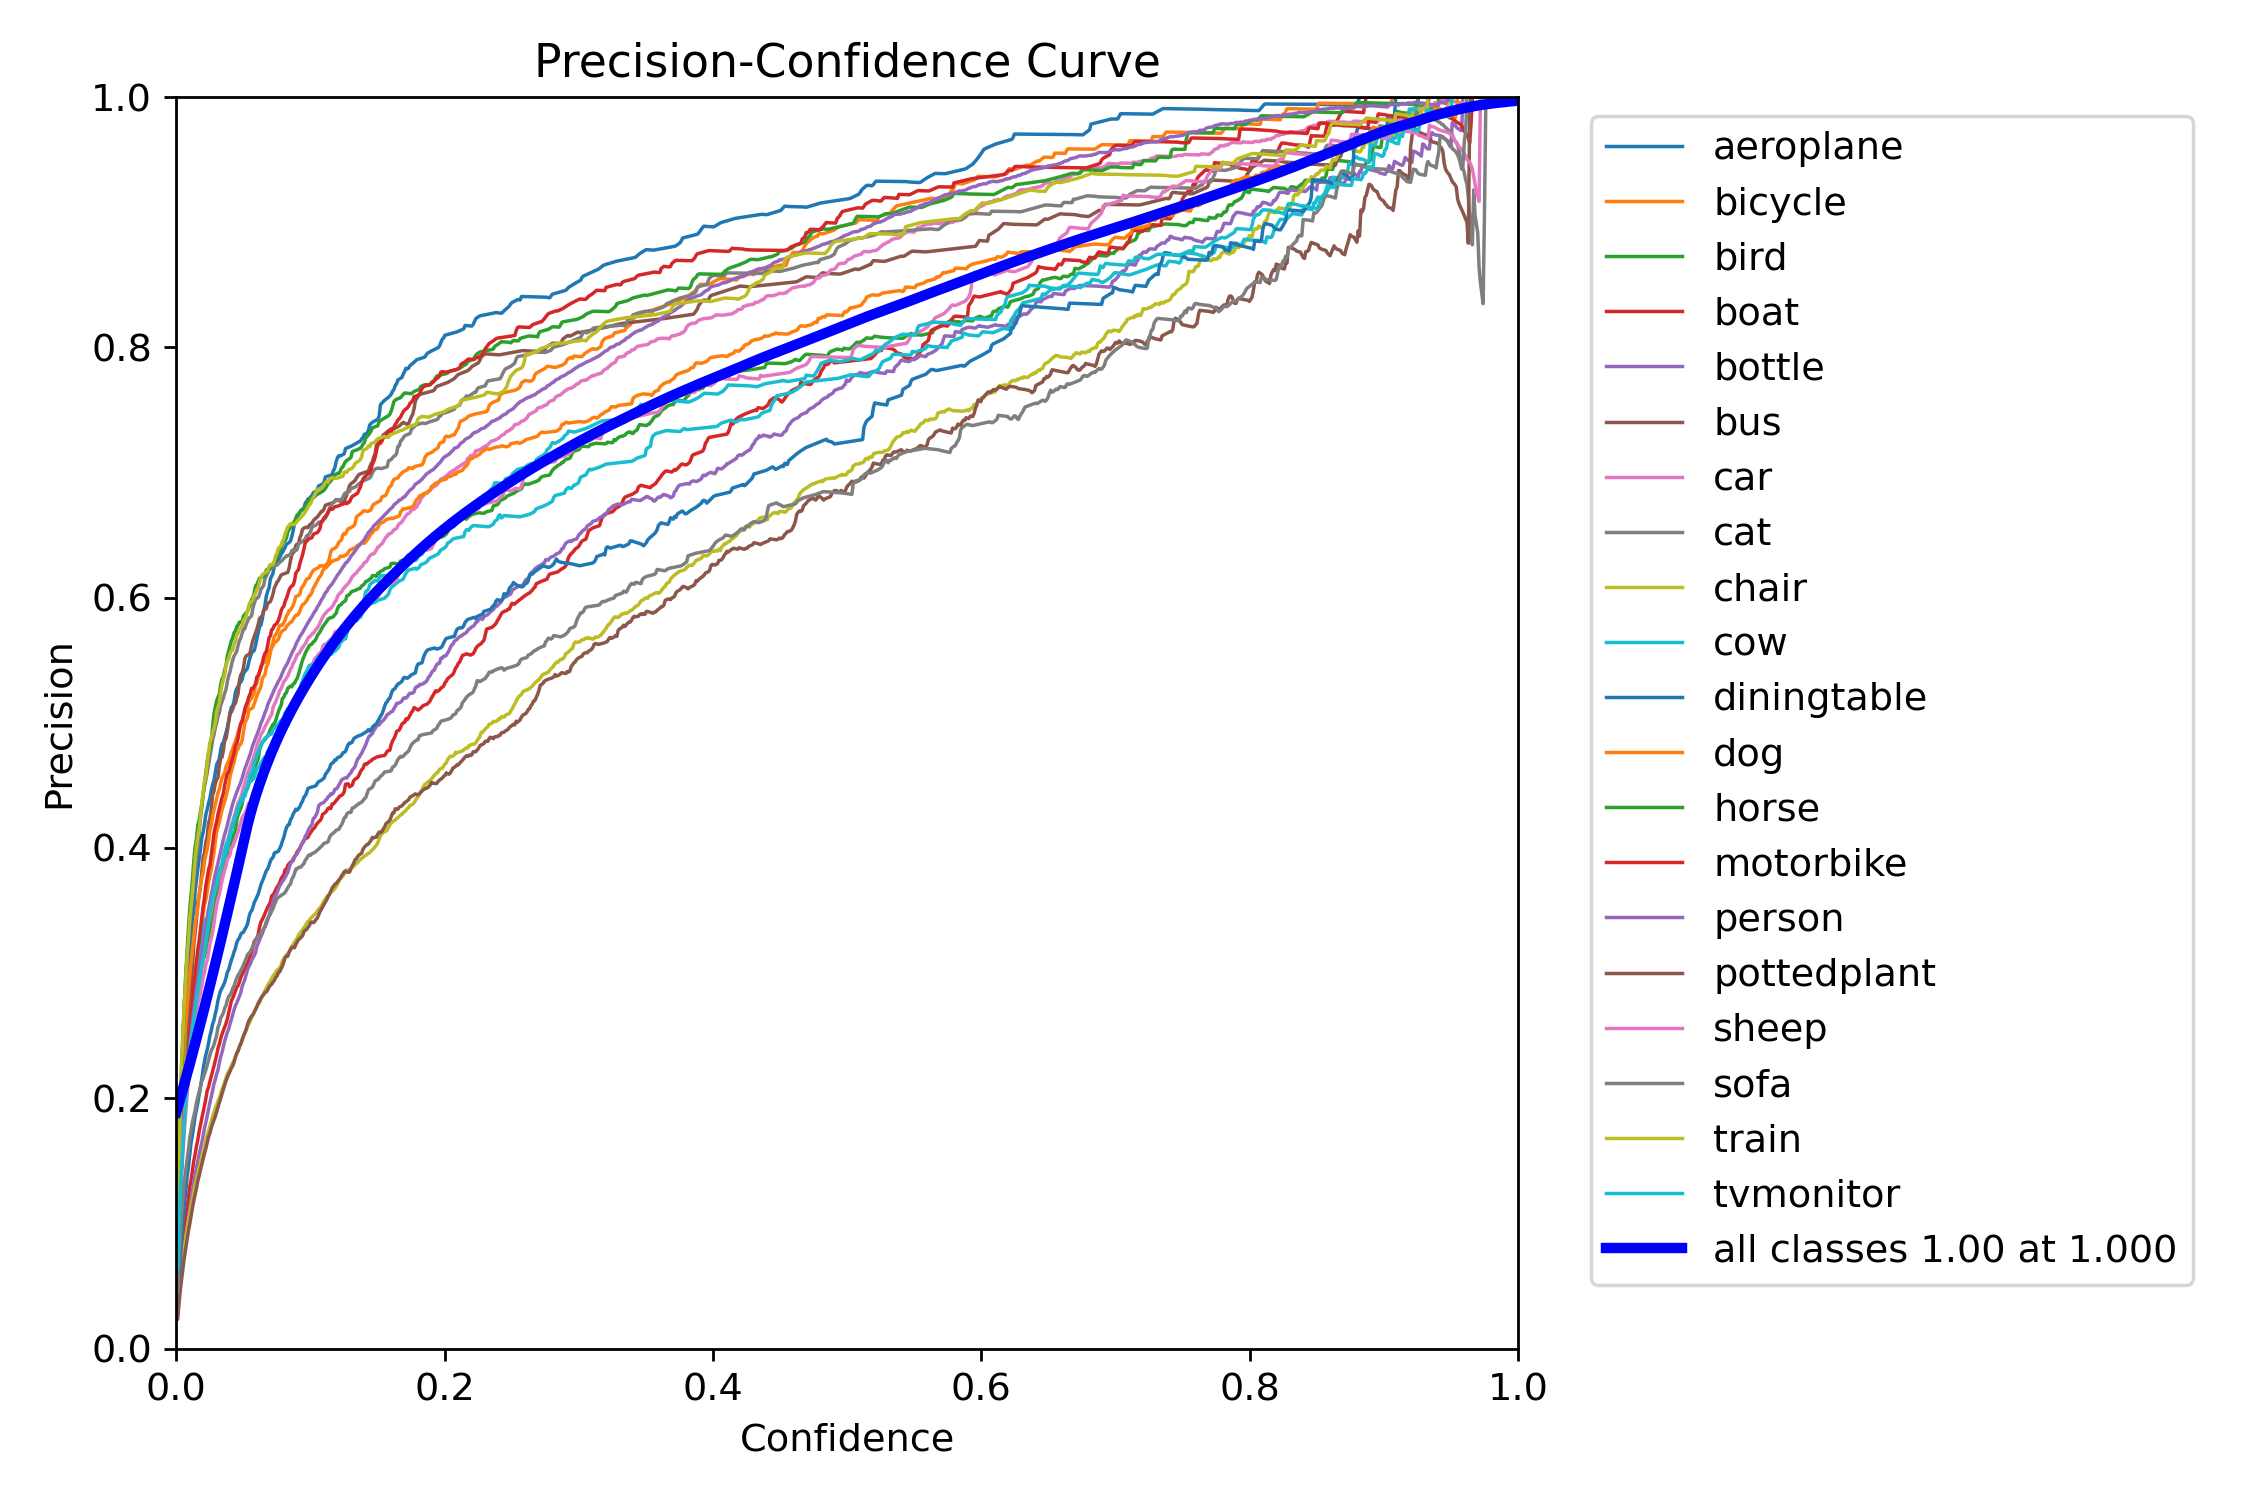 Precision-Confidence Curve
1.0
0.8
0.6
0.4
0.2
0.0
Precision
0.0 0.2 0.4 0.6 0.8 1.0
Confidence
aeroplane
bicycle
bird
boat
bottle
bus
car
cat
chair
cow
diningtable
dog
horse
motorbike
person
pottedplant
sheep
sofa
train
tvmonitor
all classes 1.00 at 1.000